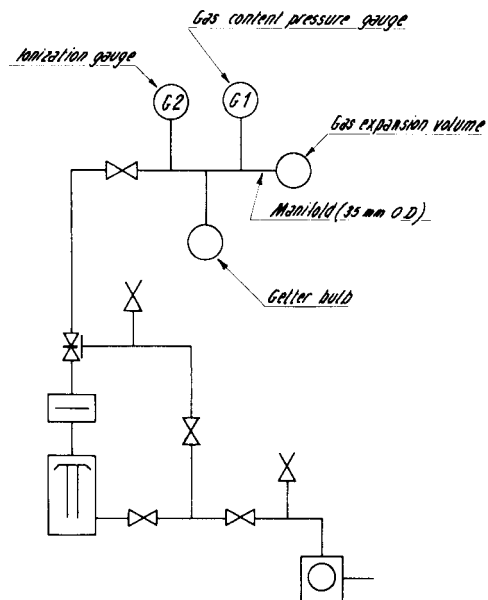 Gas content pressure gauge
Ionization gauge
G2
G1
Gas expansion volume
Manifold (35 mm O.D)
Getter bulb